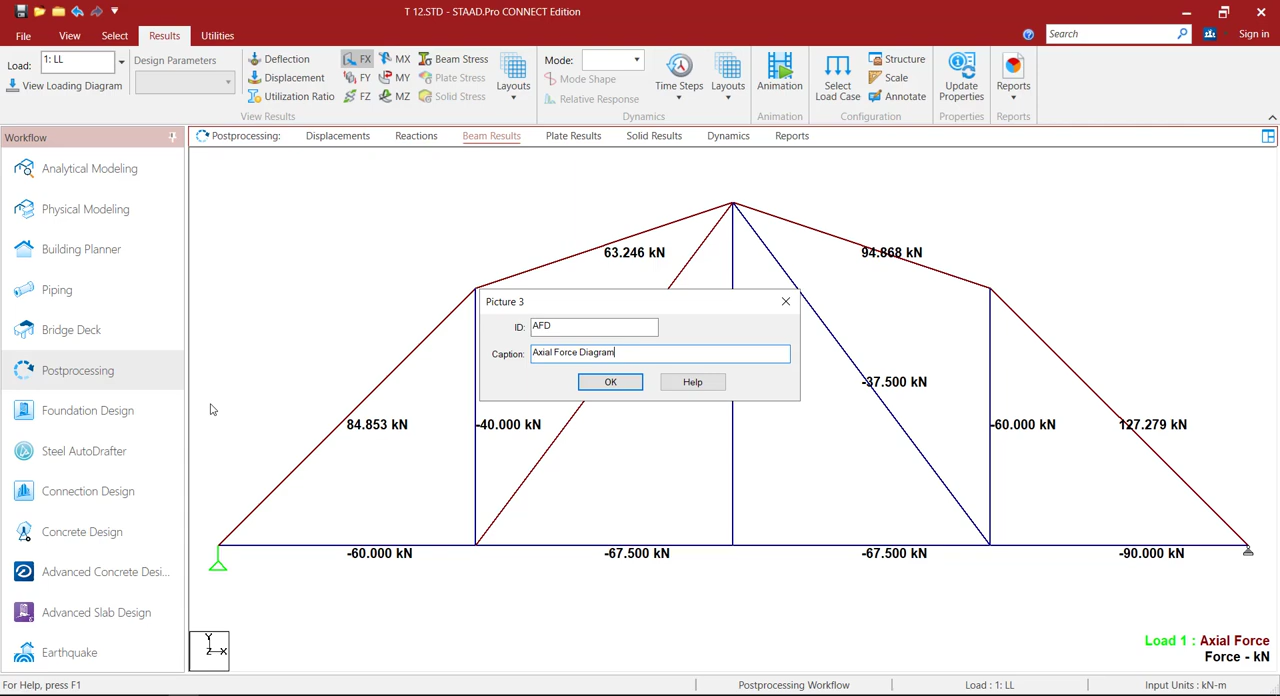 T 12.STD - STAAD.Pro CONNECT Edition
File View Select Results Utilities
Search
Sign in
Load: 1: LL
View Loading Diagram
Design Parameters
Deflection
Displacement
Utilization Ratio
FX MX Beam Stress
FY MY Plate Stress
FZ MZ Solid Stress
Layouts
View Results
Mode:
Mode Shape
Relative Response
Time Steps
Layouts
Dynamics
Animation
Animation
Select
Load Case
Structure
Scale
Annotate
Configuration
Update
Properties
Properties
Reports
Reports
Workflow
Postprocessing: Displacements Reactions Beam Results Plate Results Solid Results Dynamics Reports
Analytical Modeling
Physical Modeling
Building Planner
Piping
Bridge Deck
Postprocessing
Foundation Design
Steel AutoDrafter
Connection Design
Concrete Design
Advanced Concrete Desi...
Advanced Slab Design
Earthquake
63.246 kN
94.868 kN
Picture 3
ID: AFD
Caption: Axial Force Diagram
OK Help
-37.500 kN
84.853 kN
-40.000 kN
-60.000 kN
127.279 kN
-60.000 kN
-67.500 kN
-67.500 kN
-90.000 kN
Y
Z X
Load 1 : Axial Force
Force - kN
For Help, press F1
Postprocessing Workflow
Load : 1: LL
Input Units : kN-m